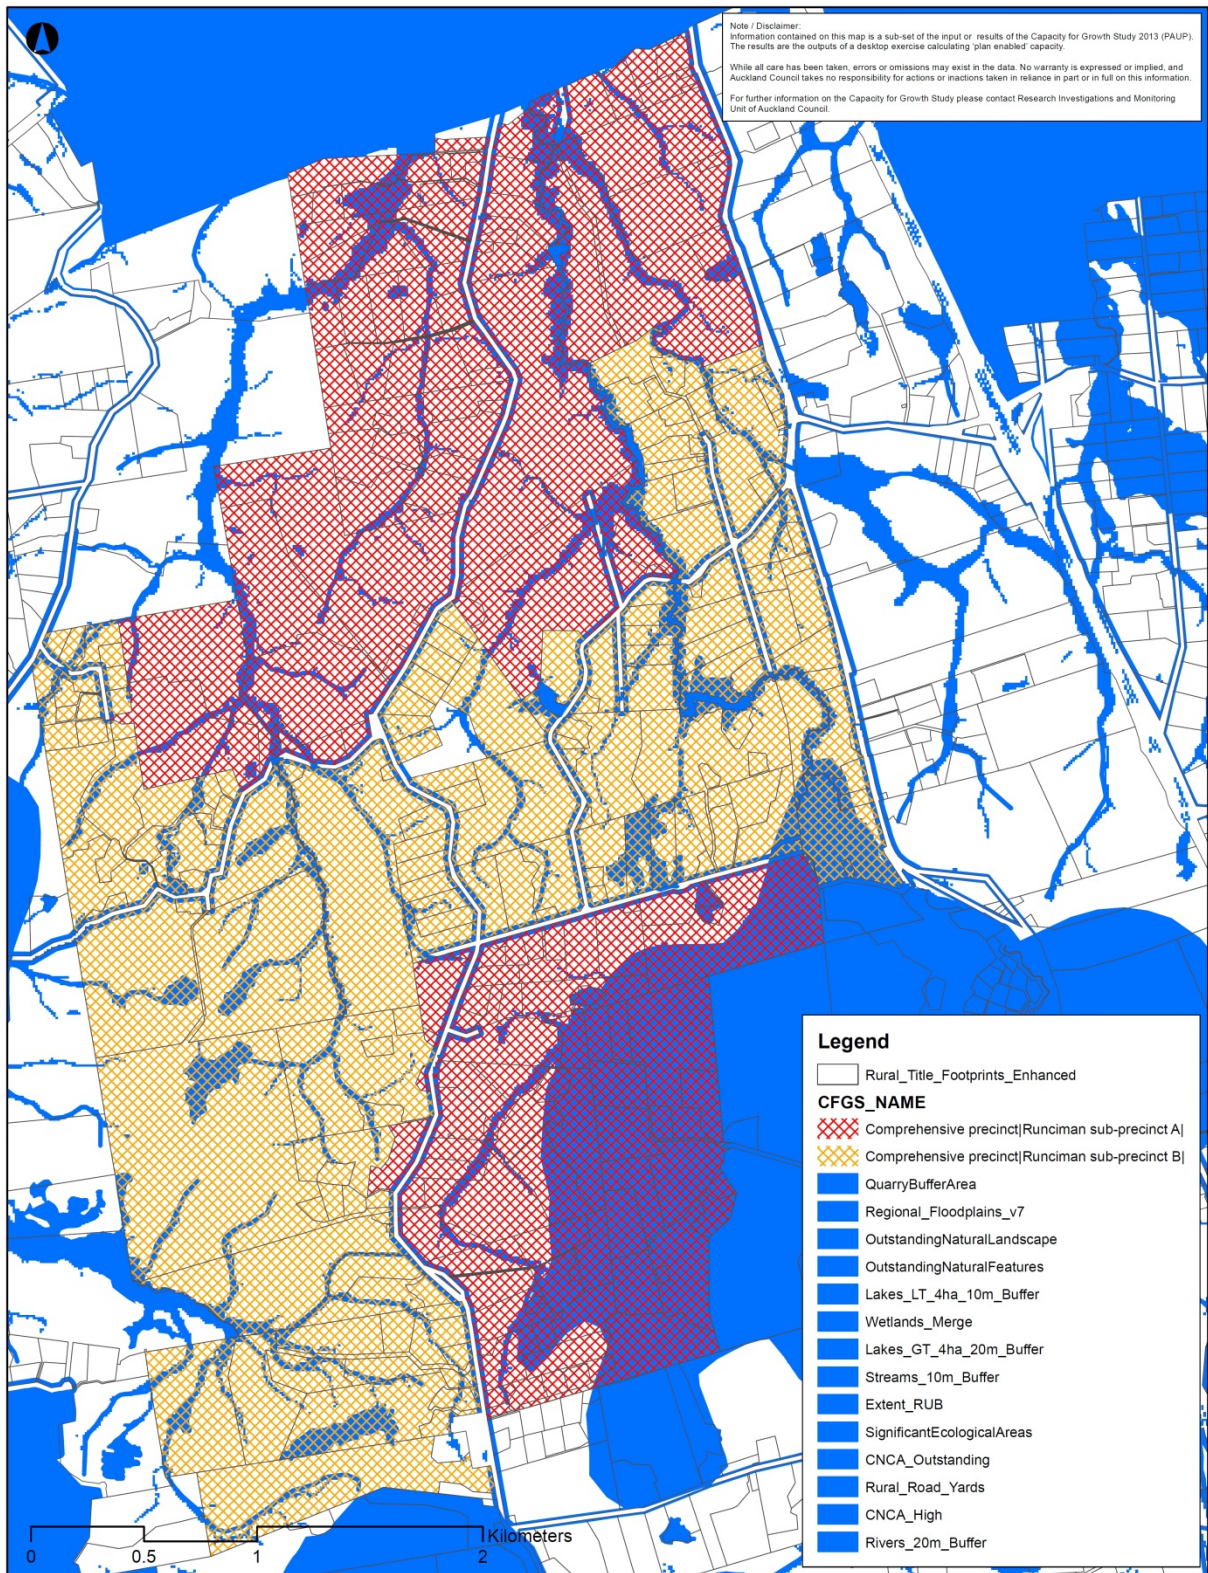 Note / Disclaimer:
Information contained on this map is a sub-set of the input or results of the Capacity for Growth Study 2013 (PAUP).
The results are the outputs of a desktop exercise calculating 'plan enabled' capacity.
While all care has been taken, errors or omissions may exist in the data. No warranty is expressed or implied, and
Auckland Council takes no responsibility for actions or inactions taken in reliance in part or in full on this information.
For further information on the Capacity for Growth Study please contact Research Investigations and Monitoring
Unit of Auckland Council.
Legend
Rural_Title_Footprints_Enhanced
CFGS_NAME
Comprehensive precinct|Runciman sub-precinct A|
Comprehensive precinct|Runciman sub-precinct B|
QuarryBufferArea
Regional_Floodplains_v7
OutstandingNaturalLandscape
OutstandingNaturalFeatures
Lakes_LT_4ha_10m_Buffer
Wetlands_Merge
Lakes_GT_4ha_20m_Buffer
Streams_10m_Buffer
Extent_RUB
SignificantEcologicalAreas
CNCA_Outstanding
Rural_Road_Yards
CNCA_High
Rivers_20m_Buffer
Kilometers
0 0.5 1 2